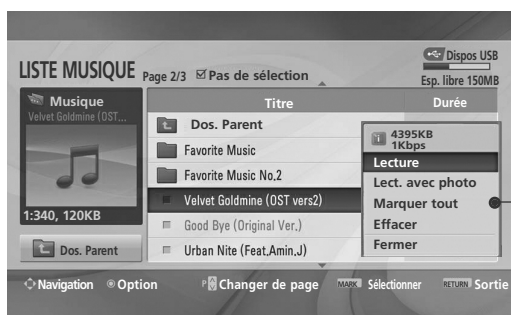 LISTE MUSIQUE Page 2/3 Pas de sélection
Dispos USB
Esp. libre 150MB
Musique
Velvet Goldmine (OST...
1:340, 120KB
Dos. Parent
Titre Durée
Dos. Parent
Favorite Music
Favorite Music No.2
Velvet Goldmine (OST vers2)
Good Bye (Original Ver.)
Urban Nite (Feat.Amin.J)
4395KB
1Kbps
Lecture
Lect. avec photo
Marquer tout
Effacer
Fermer
Navigation Option P Changer de page MARK Sélectionner RETURN Sortie